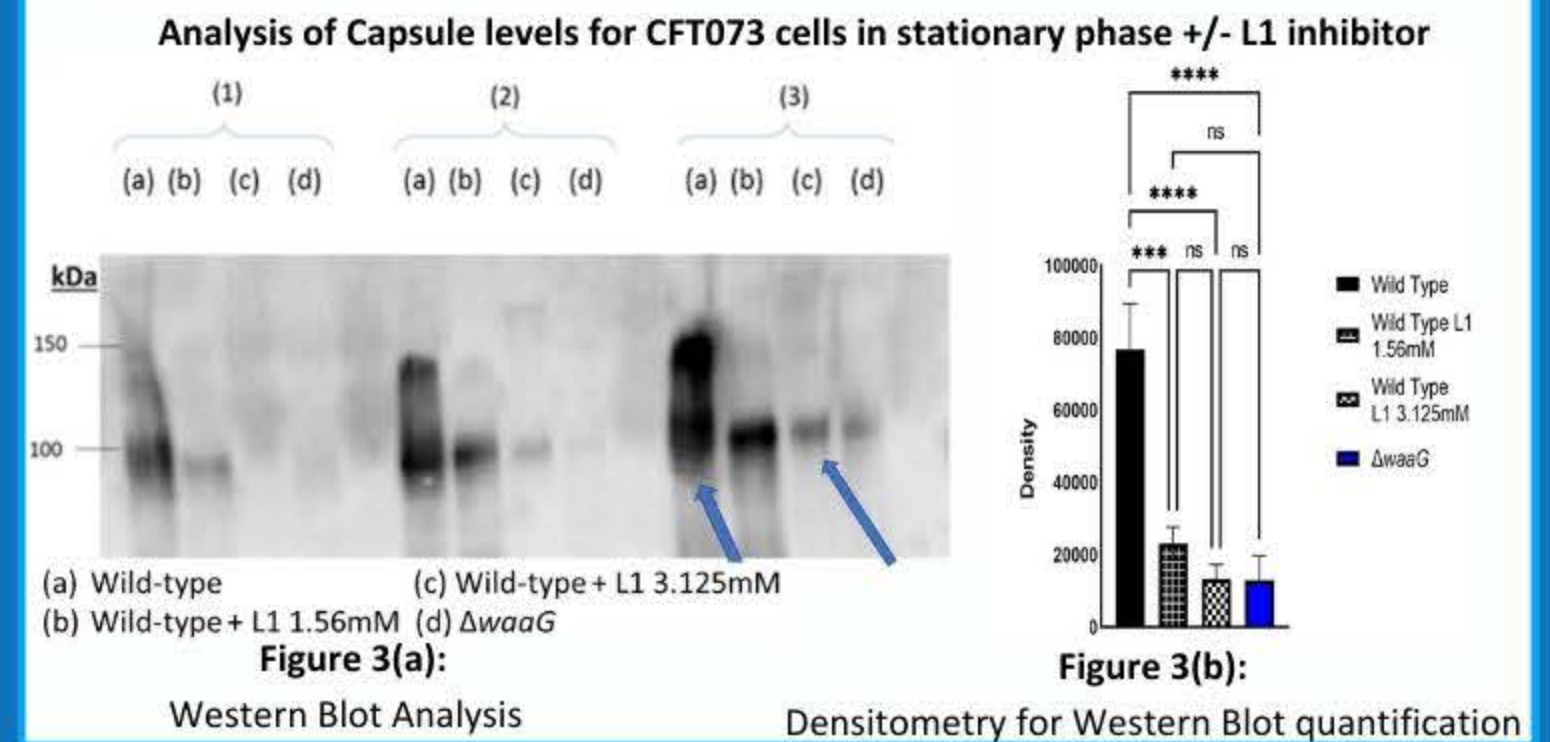 Analysis of Capsule levels for CFT073 cells in stationary phase +/- L1 inhibitor
(1) (2) (3)
(a) (b) (c) (d) (a) (b) (c) (d) (a) (b) (c) (d)
kDa
150
100
(a) Wild-type (c) Wild-type + L1 3.125mM
(b) Wild-type + L1 1.56mM (d) ΔwaaG
Figure 3(a):
Western Blot Analysis
****
ns
****
*** ns ns
100000
80000
60000
40000
20000
0
Density
Wild Type
Wild Type L1
1.56mM
Wild Type
L1 3.125mM
ΔwaaG
Figure 3(b):
Densitometry for Western Blot quantification